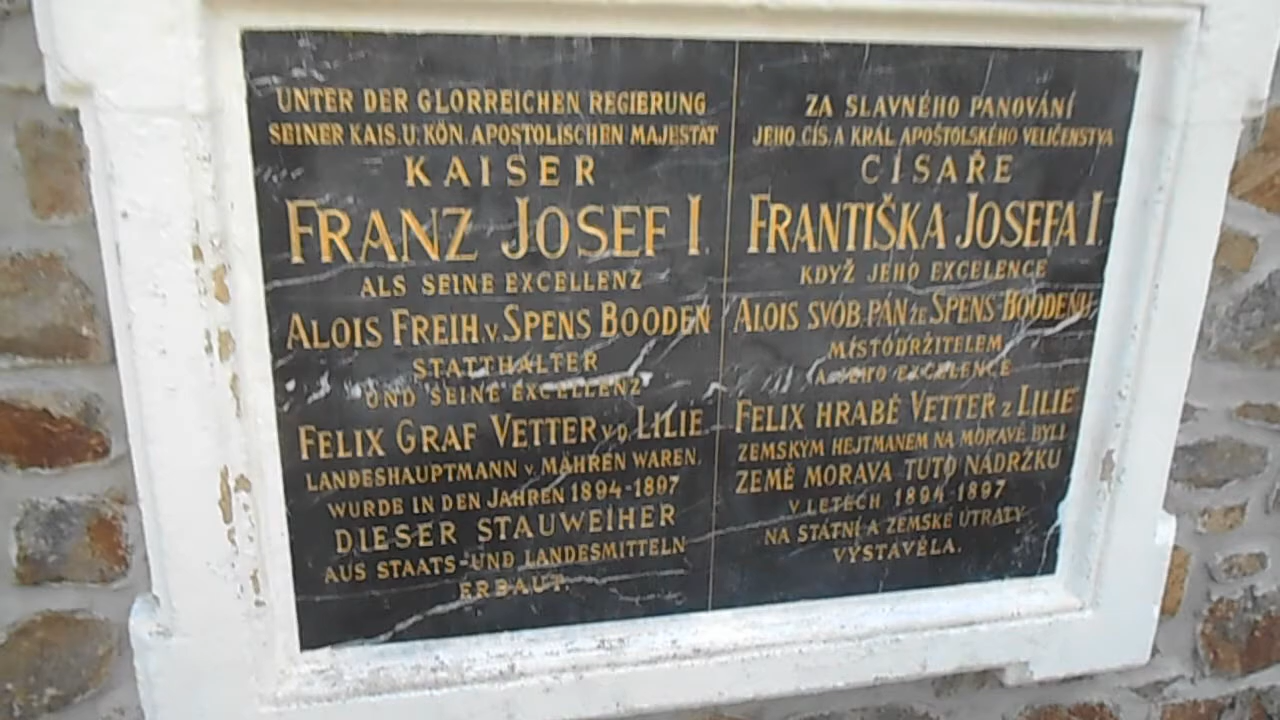 UNTER DER GLORREICHEN REGIERUNG
SEINER KAIS. U. KÖN. APOSTOLISCHEN MAJESTÄT
KAISER
FRANZ JOSEF I.
ALS SEINE EXCELLENZ
ALOIS FREIH. v. SPENS BOODEN
STATTHALTER
UND SEINE EXCELLENZ
FELIX GRAF VETTER v. D. LILIE
LANDESHAUPTMANN v. MÄHREN WAREN,
WURDE IN DEN JAHREN 1894-1897
DIESER STAUWEIHER
AUS STAATS-UND LANDESMITTELN
ERBAUT.
ZA SLAVNÉHO PANOVÁNÍ
JEHO CÍS. A KRÁL. APOŠTOLSKÉHO VELIČENSTVA
CÍSAŘE
FRANTIŠKA JOSEFA I.
KDYŽ JEHO EXCELENCE
ALOIS SVOB. PÁN ZE SPENS-BOODENU
MÍSTODRŽITELEM
A JEHO EXCELENCE
FELIX HRABĚ VETTER z LILIE
ZEMSKÝM HEJTMANEM NA MORAVĚ BYLI
ZEMĚ MORAVA TUTO NÁDRŽKU
V LETECH 1894-1897
NA STÁTNÍ A ZEMSKÉ ÚTRATY
VYSTAVĚLA.